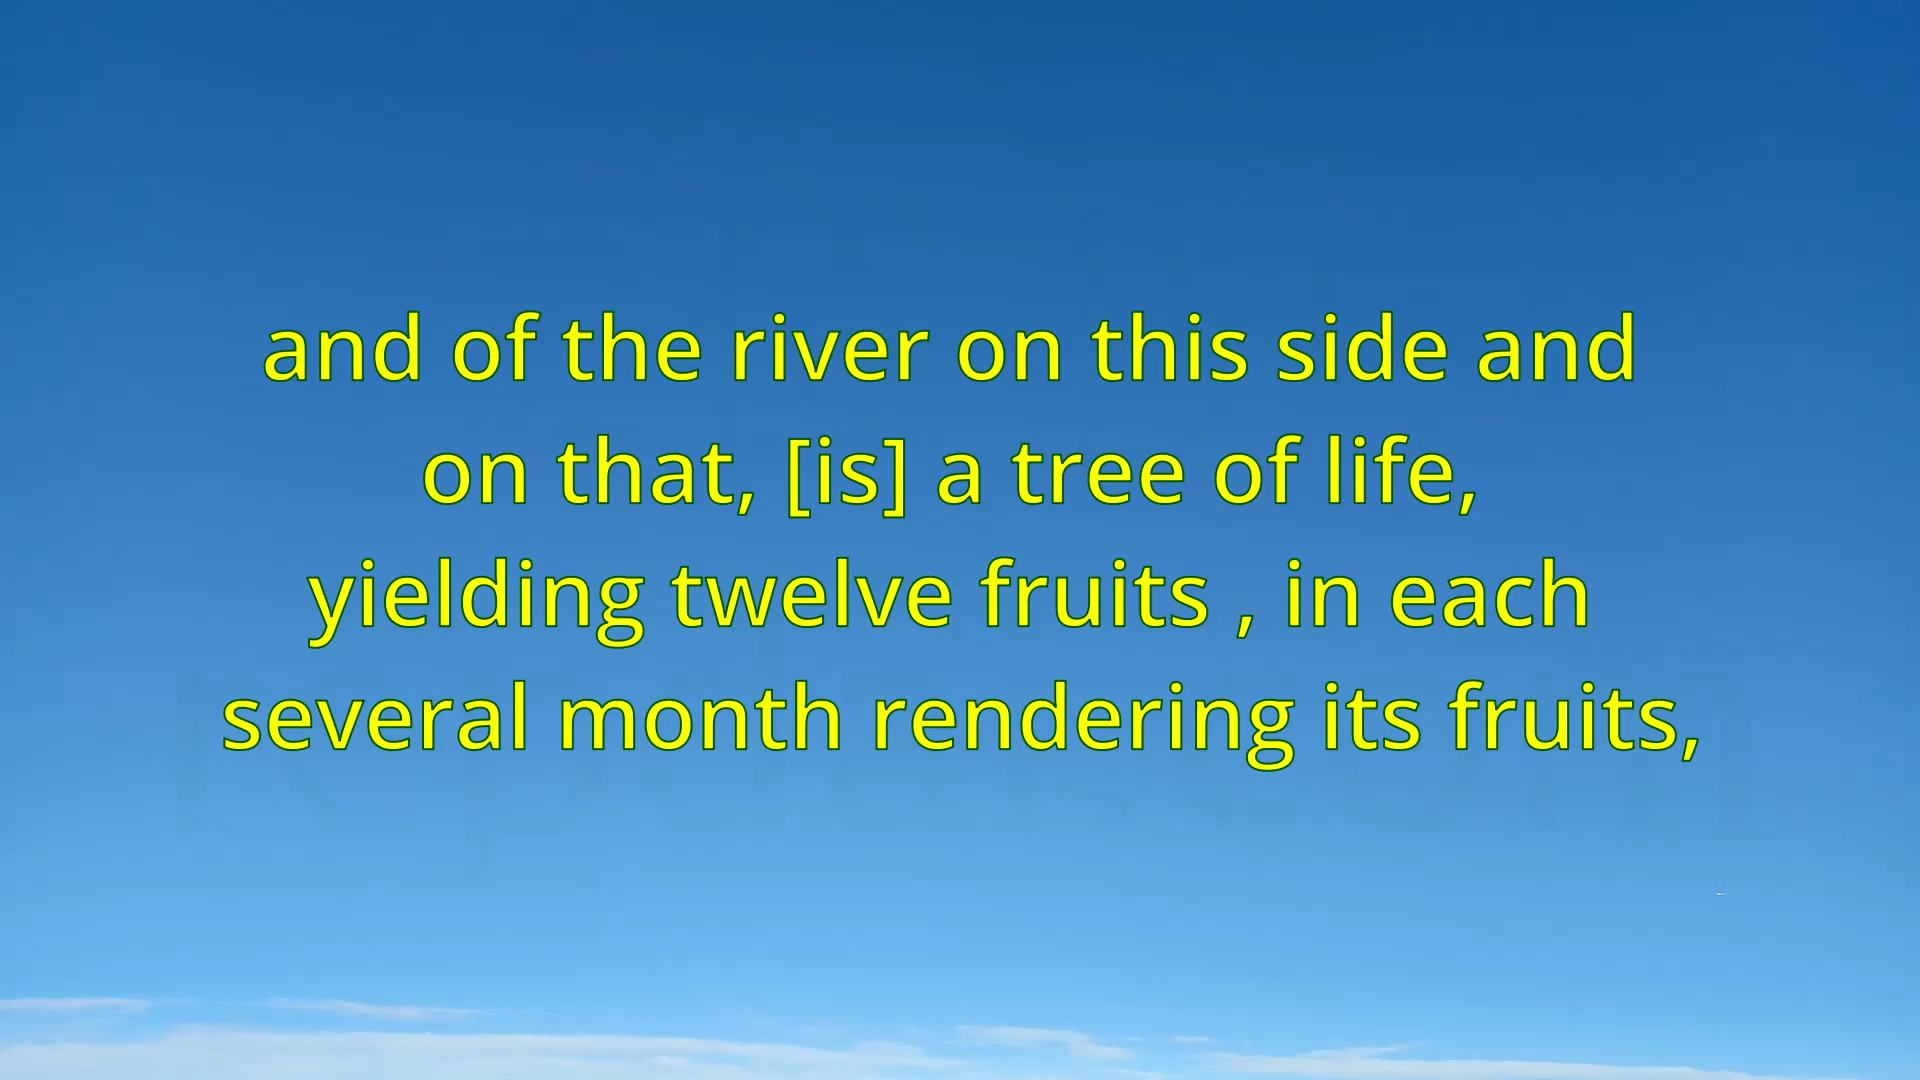 and of the river on this side and
on that, [is] a tree of life,
yielding twelve fruits , in each
several month rendering its fruits,